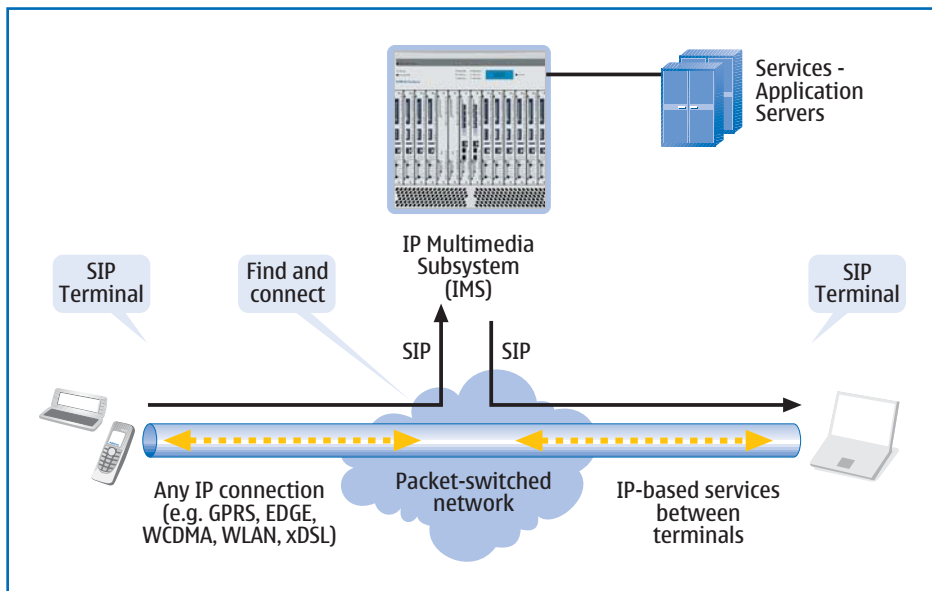 Services -
Application
Servers
IP Multimedia
Subsystem
(IMS)
SIP
Terminal
Find and
connect
SIP
Terminal
SIP
SIP
Any IP connection
(e.g. GPRS, EDGE,
WCDMA, WLAN, xDSL)
Packet-switched
network
IP-based services
between
terminals